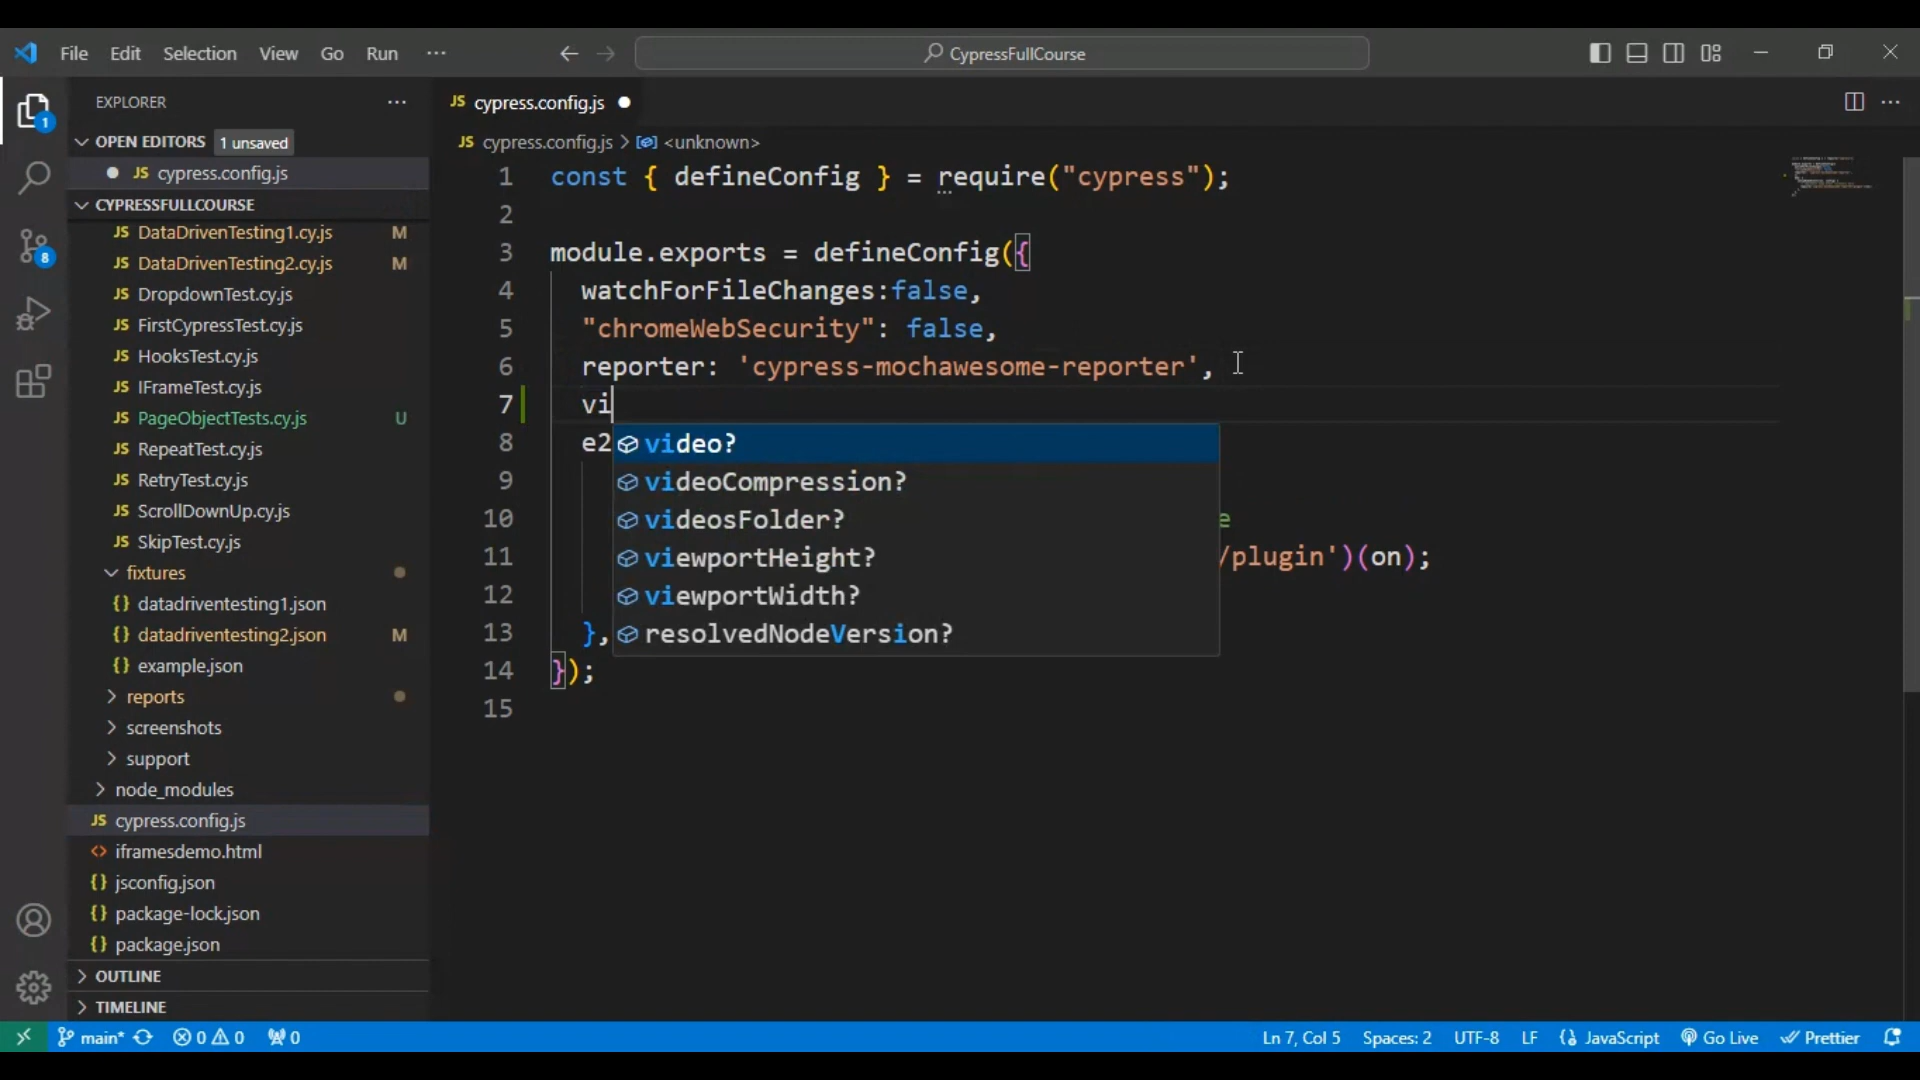 File Edit Selection View Go Run ···
CypressFullCourse
EXPLORER ···
OPEN EDITORS 1 unsaved
JS cypress.config.js
CYPRESSFULLCOURSE
JS DataDrivenTesting1.cy.js M
JS DataDrivenTesting2.cy.js M
JS DropdownTest.cy.js
JS FirstCypressTest.cy.js
JS HooksTest.cy.js
JS IFrameTest.cy.js
JS PageObjectTests.cy.js U
JS RepeatTest.cy.js
JS RetryTest.cy.js
JS ScrollDownUp.cy.js
JS SkipTest.cy.js
fixtures
{} datadriventesting1.json
{} datadriventesting2.json M
{} example.json
reports
screenshots
support
node_modules
JS cypress.config.js
<> iframesdemo.html
{} jsconfig.json
{} package-lock.json
{} package.json
OUTLINE
TIMELINE
1
8
JS cypress.config.js ●
JS cypress.config.js > <unknown>
1 const { defineConfig } = require("cypress");
2
3 module.exports = defineConfig({
4 watchForFileChanges:false,
5 "chromeWebSecurity": false,
6 reporter: 'cypress-mochawesome-reporter',
7 vi
8 e2
9
10 e
11 /plugin')(on);
12
13 },
14 });
15
video?
videoCompression?
videosFolder?
viewportHeight?
viewportWidth?
resolvedNodeVersion?
main* 0 0 0
Ln 7, Col 5 Spaces: 2 UTF-8 LF JavaScript Go Live Prettier